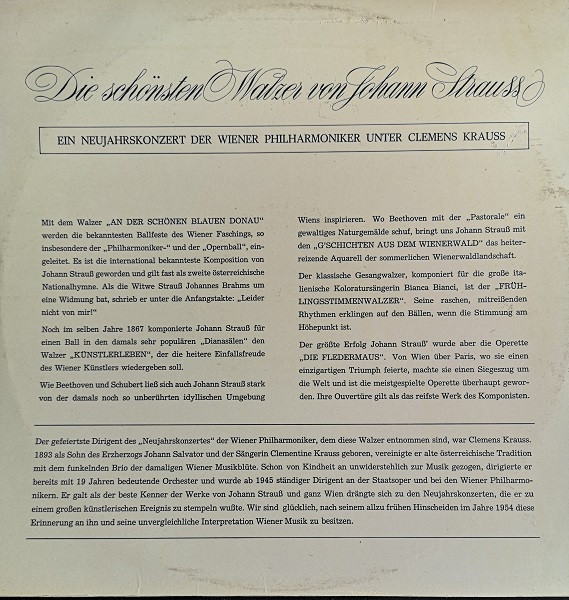 Die schönsten Walzer von Johann Strauss
EIN NEUJAHRSKONZERT DER WIENER PHILHARMONIKER UNTER CLEMENS KRAUSS
Mit dem Walzer „AN DER SCHÖNEN BLAUEN DONAU“
werden die bekanntesten Ballfeste des Wiener Faschings, so
insbesondere der „Philharmoniker-“ und der „Opernball“, ein-
geleitet. Es ist die international bekannteste Komposition von
Johann Strauß geworden und gilt fast als zweite österreichische
Nationalhymne. Als die Witwe Strauß Johannes Brahms um
eine Widmung bat, schrieb er unter die Anfangstakte: „Leider
nicht von mir!“
Noch im selben Jahre 1867 komponierte Johann Strauß für
einen Ball in den damals sehr populären „Dianasälen“ den
Walzer „KÜNSTLERLEBEN“, der die heitere Einfallsfreude
des Wiener Künstlers wiedergeben soll.
Wie Beethoven und Schubert ließ sich auch Johann Strauß stark
von der damals noch so unberührten idyllischen Umgebung
Wiens inspirieren. Wo Beethoven mit der „Pastorale“ ein
gewaltiges Naturgemälde schuf, bringt uns Johann Strauß mit
den „G'SCHICHTEN AUS DEM WIENERWALD“ das heiter-
reizende Aquarell der sommerlichen Wienerwaldlandschaft.
Der klassische Gesangwalzer, komponiert für die große ita-
lienische Koloratursängerin Bianca Bianci, ist der „FRÜH-
LINGSSTIMMENWALZER“. Seine raschen, mitreißenden
Rhythmen erklingen auf den Bällen, wenn die Stimmung am
Höhepunkt ist.
Der größte Erfolg Johann Strauß' wurde aber die Operette
„DIE FLEDERMAUS“. Von Wien über Paris, wo sie einen
einzigartigen Triumph feierte, machte sie einen Siegeszug um
die Welt und ist die meistgespielte Operette überhaupt gewor-
den. Ihre Ouvertüre gilt als das reifste Werk des Komponisten.
Der gefeiertste Dirigent des „Neujahrskonzertes“ der Wiener Philharmoniker, dem diese Walzer entnommen sind, war Clemens Krauss.
1893 als Sohn des Erzherzogs Johann Salvator und der Sängerin Clementine Krauss geboren, vereinigte er alte österreichische Tradition
mit dem funkelnden Brio der damaligen Wiener Musikblüte. Schon von Kindheit an unwiderstehlich zur Musik gezogen, dirigierte er
bereits mit 19 Jahren bedeutende Orchester und wurde ab 1945 ständiger Dirigent an der Staatsoper und bei den Wiener Philharmo-
nikern. Er galt als der beste Kenner der Werke von Johann Strauß und ganz Wien drängte sich zu den Neujahrskonzerten, die er zu
einem großen künstlerischen Ereignis zu stempeln wußte. Wir sind glücklich, nach seinem allzu frühen Hinscheiden im Jahre 1954 diese
Erinnerung an ihn und seine unvergleichliche Interpretation Wiener Musik zu besitzen.